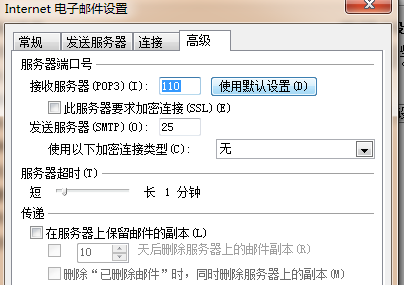 Internet 电子邮件设置
常规 发送服务器 连接 高级
服务器端口号
接收服务器(POP3)(I): 110 使用默认设置(D)
此服务器要求加密连接(SSL)(E)
发送服务器(SMTP)(O): 25
使用以下加密连接类型(C): 无
服务器超时(T)
短 长 1 分钟
传递
在服务器上保留邮件的副本(L)
10 天后删除服务器上的邮件副本(R)
删除“已删除邮件”时，同时删除服务器上的副本(M)